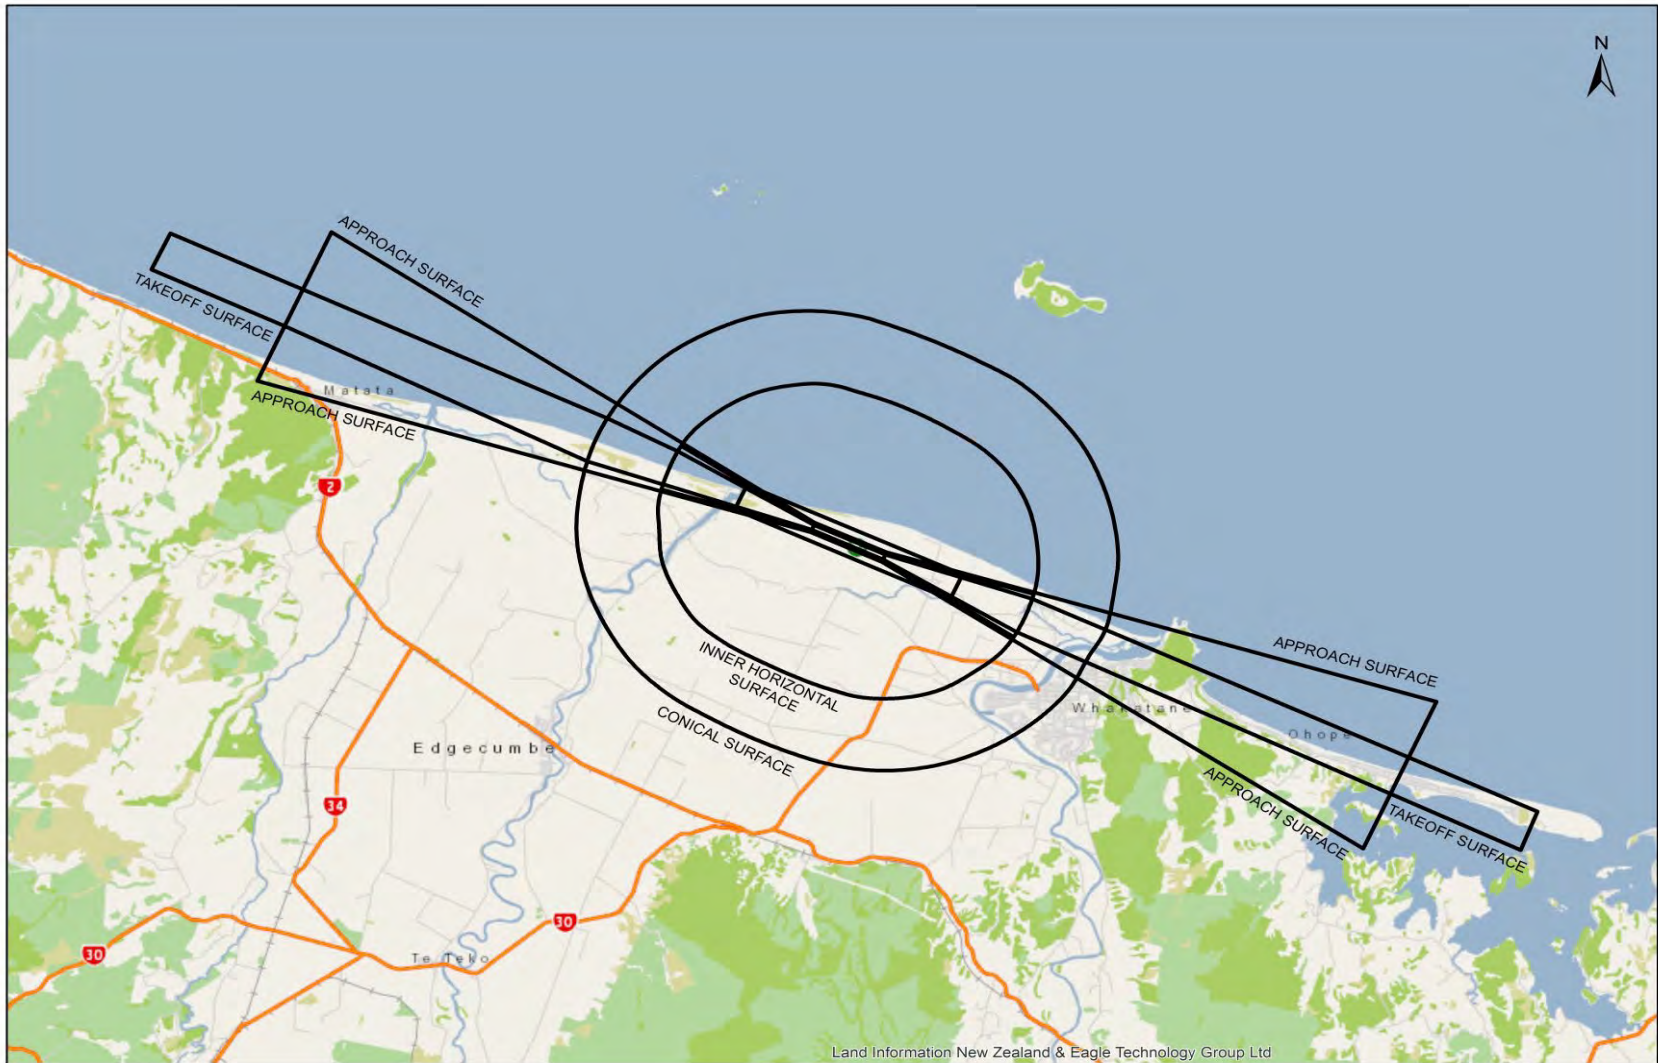 N
APPROACH SURFACE
TAKEOFF SURFACE
Matata
APPROACH SURFACE
2
INNER HORIZONTAL
SURFACE
APPROACH SURFACE
CONICAL SURFACE
Whakatane
Ohope
Edgecumbe
APPROACH SURFACE
34
TAKEOFF SURFACE
30
30
Te Teko
Land Information New Zealand & Eagle Technology Group Ltd